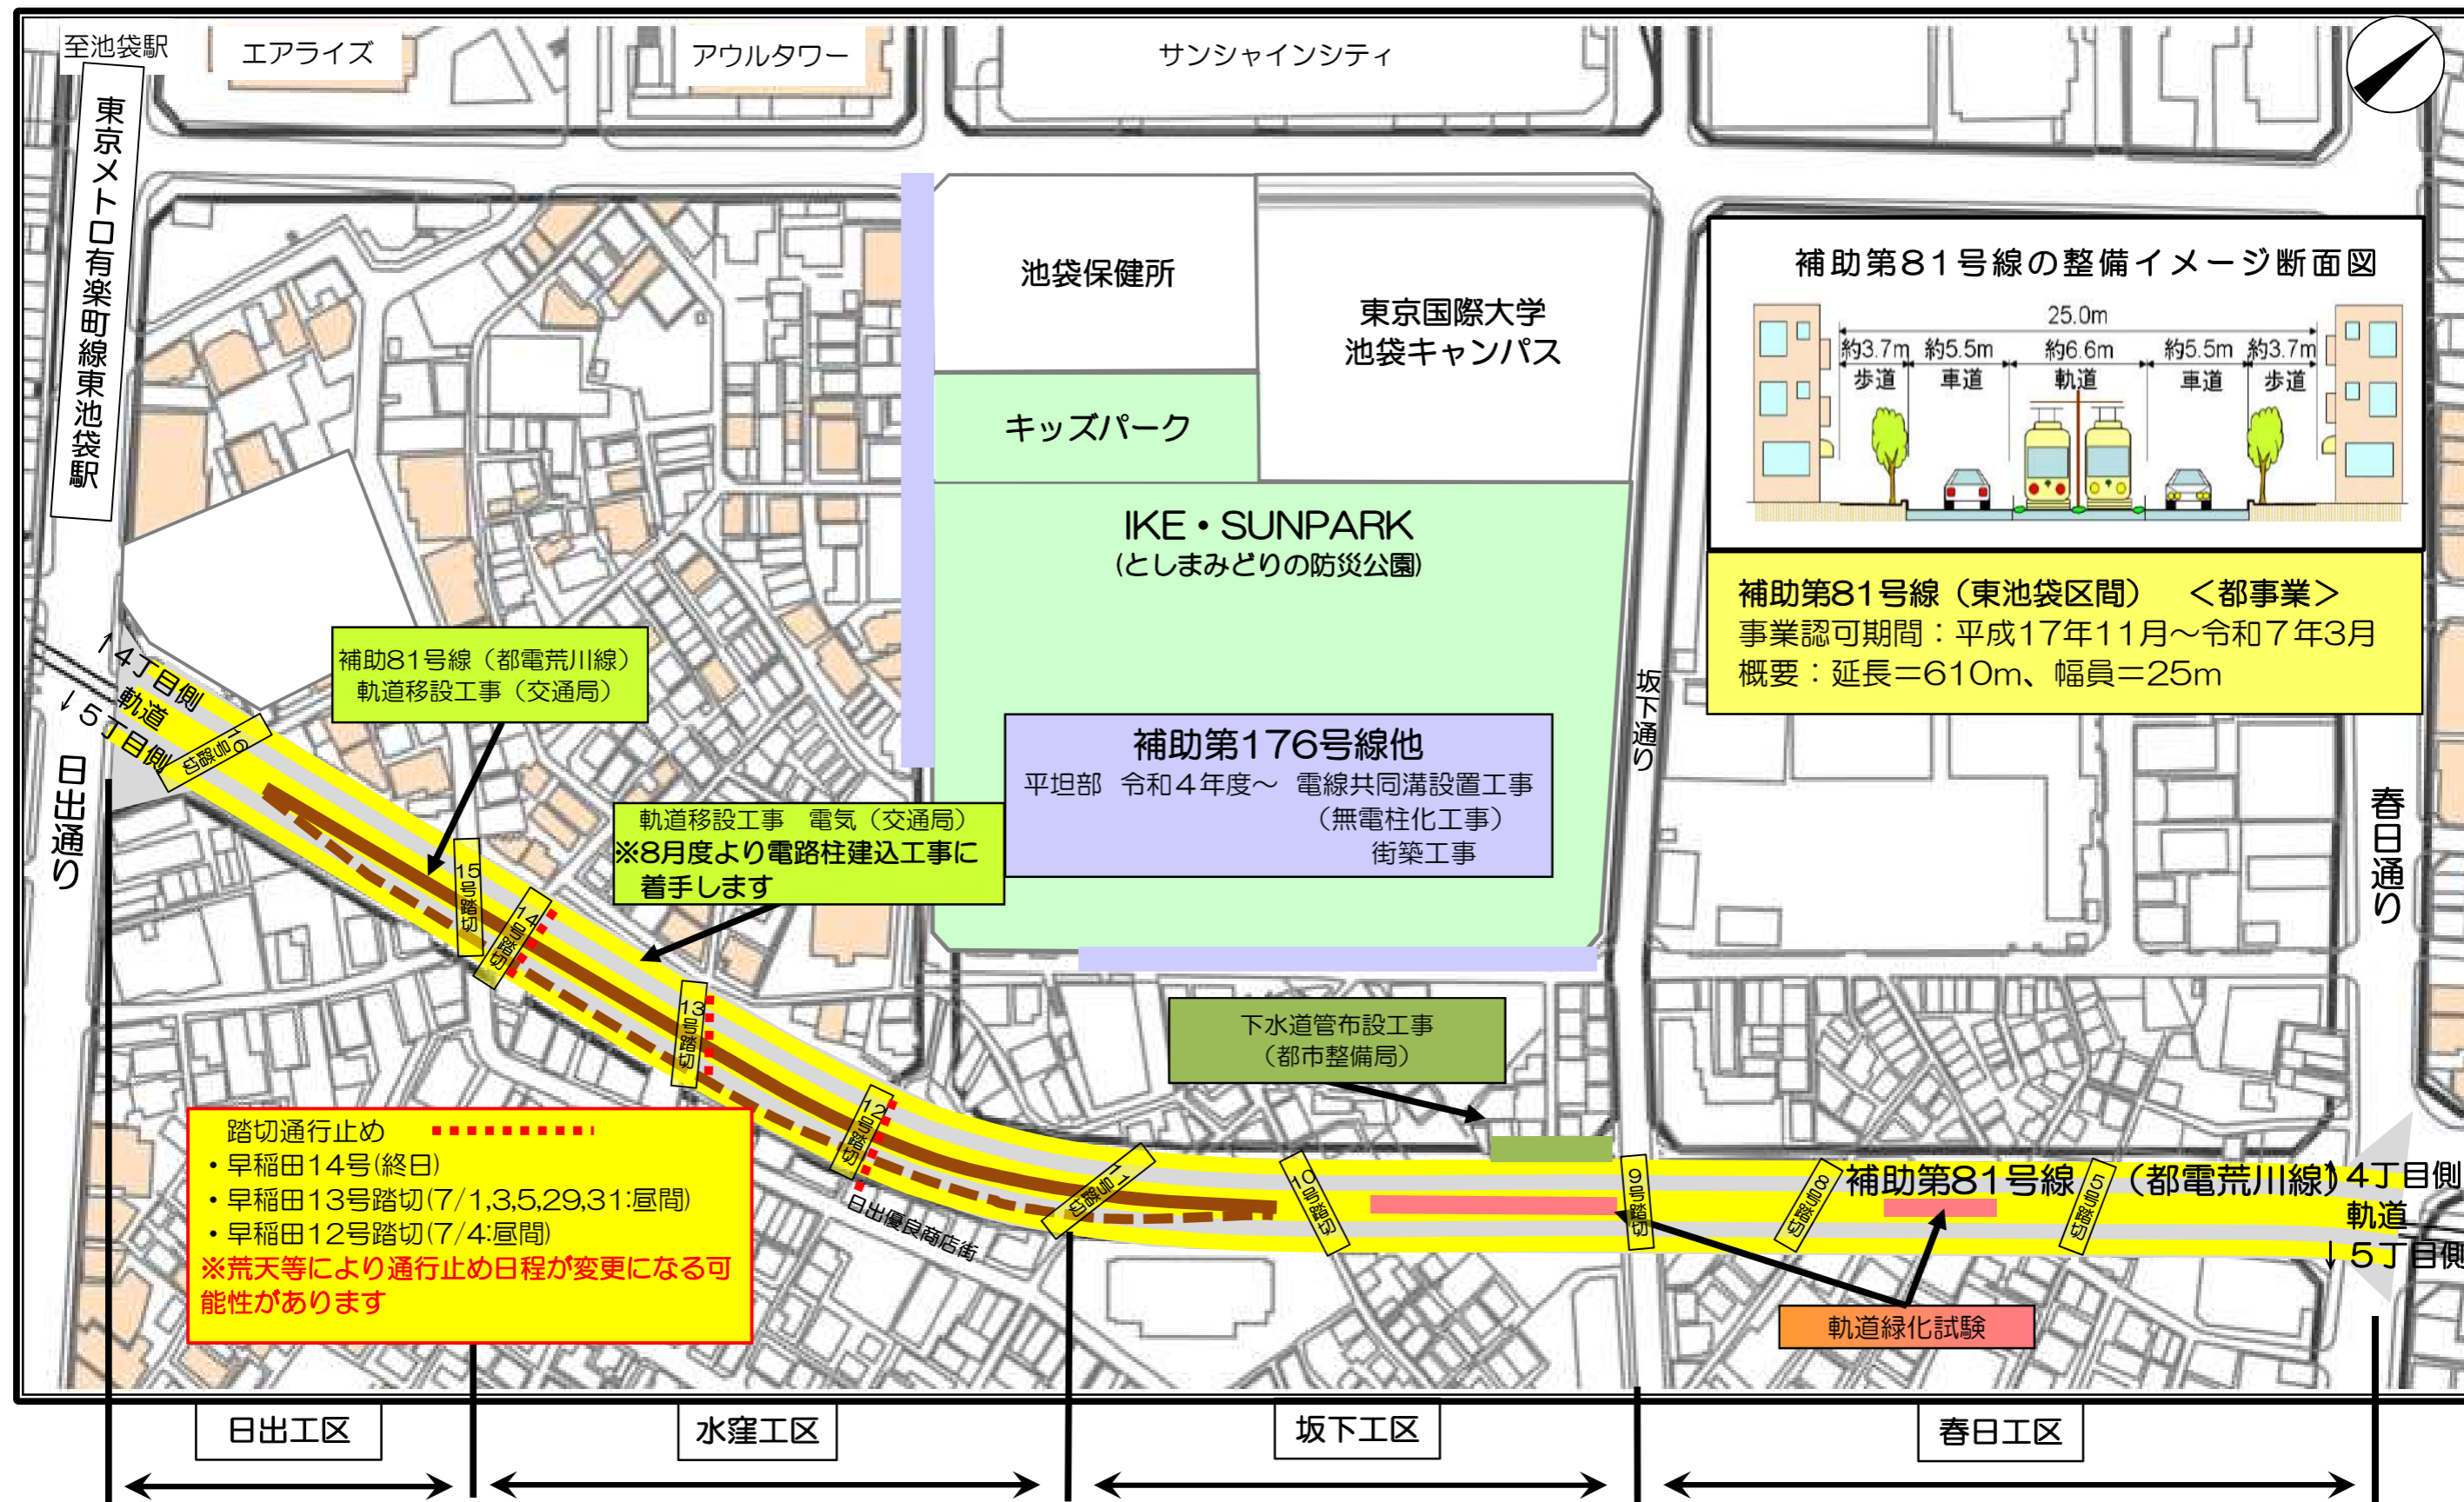 至池袋駅
エアライズ
アウルタワー
サンシャインシティ
東京メトロ有楽町線東池袋駅
池袋保健所
東京国際大学
池袋キャンパス
キッズパーク
IKE・SUNPARK
(としまみどりの防災公園)
補助第81号線の整備イメージ断面図
25.0m
約3.7m 約5.5m 約6.6m 約5.5m 約3.7m
歩道 車道 軌道 車道 歩道
補助第81号線（東池袋区間）　＜都事業＞
事業認可期間：平成17年11月～令和7年3月
概要：延長＝610m、幅員＝25m
補助81号線（都電荒川線）
軌道移設工事（交通局）
↑4丁目側
軌道
↓5丁目側
16号踏切
日出通り
坂下通り
春日通り
補助第176号線他
平坦部　令和4年度～　電線共同溝設置工事
（無電柱化工事）
街築工事
軌道移設工事　電気（交通局）
※8月度より電路柱建込工事に
着手します
15号踏切
14号踏切
13号踏切
12号踏切
11号踏切
10号踏切
9号踏切
8号踏切
5号踏切
下水道管布設工事
（都市整備局）
日出優良商店街
補助第81号線　（都電荒川線）
↑4丁目側
軌道
↓5丁目側
踏切通行止め
・早稲田14号(終日)
・早稲田13号踏切(7/1,3,5,29,31:昼間)
・早稲田12号踏切(7/4:昼間)
※荒天等により通行止め日程が変更になる可
能性があります
軌道緑化試験
日出工区
水窪工区
坂下工区
春日工区